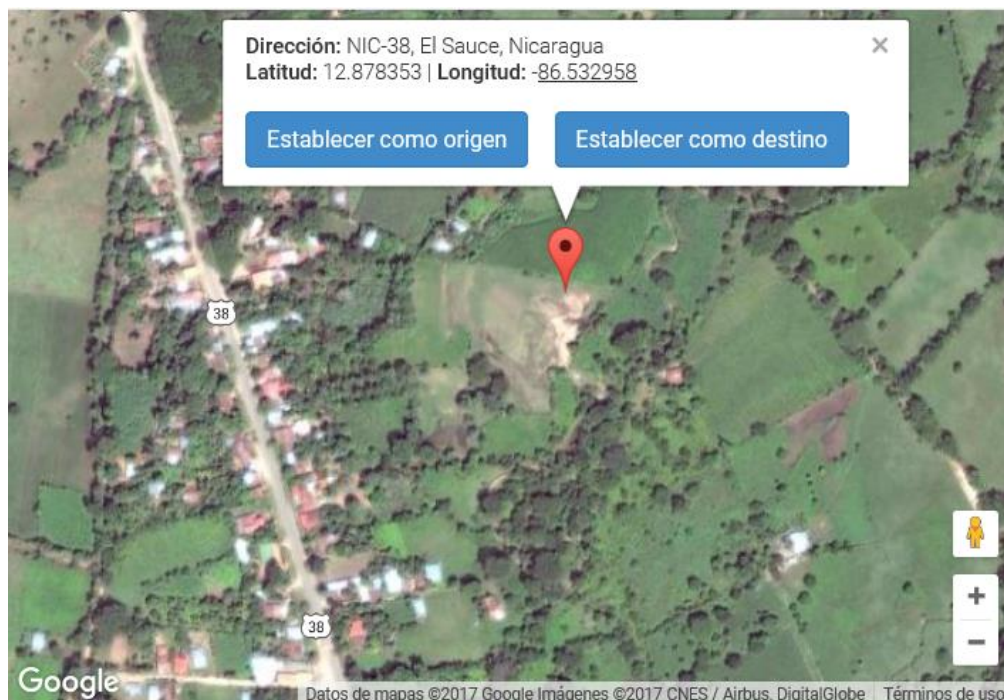 Dirección: NIC-38, El Sauce, Nicaragua ×
Latitud: 12.878353 | Longitud: -86.532958
Establecer como origen Establecer como destino
38
38
+
−
Google Datos de mapas ©2017 Google Imágenes ©2017 CNES / Airbus, DigitalGlobe Términos de uso